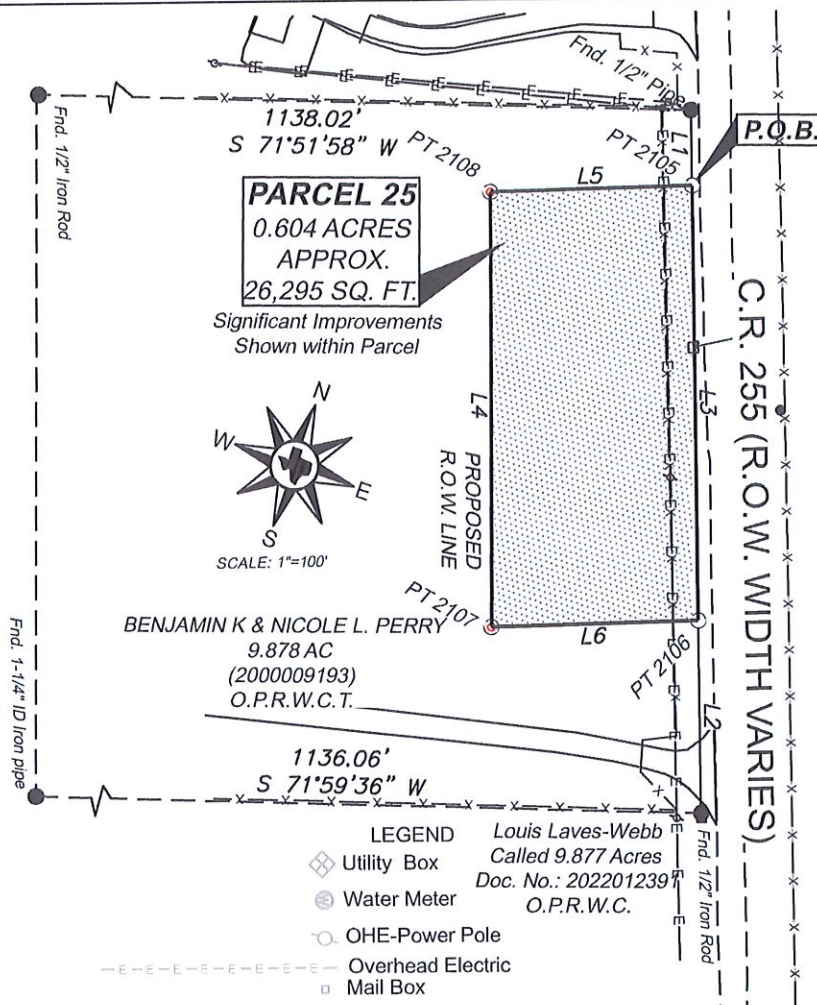 Fnd. 1/2" Pipe
1138.02'
S 71°51'58" W
PT 2108
PT 2105
L1
P.O.B.
L5
Fnd. 1/2" Iron Rod
PARCEL 25
0.604 ACRES
APPROX.
26,295 SQ. FT.
Significant Improvements
Shown within Parcel
C.R. 255 (R.O.W. WIDTH VARIES)
L3
L4
PROPOSED
R.O.W. LINE
N
W
E
S
SCALE: 1"=100'
PT 2107
L6
PT 2106
BENJAMIN K & NICOLE L. PERRY
9.878 AC
(2000009193)
O.P.R.W.C.T.
L2
Fnd. 1-1/4" ID Iron pipe
1136.06'
S 71°59'36" W
Fnd. 1/2" Iron Rod
Louis Laves-Webb
Called 9.877 Acres
Doc. No.: 2022012391
O.P.R.W.C.
LEGEND
Utility Box
Water Meter
OHE-Power Pole
E E E E E E E E Overhead Electric
Mail Box